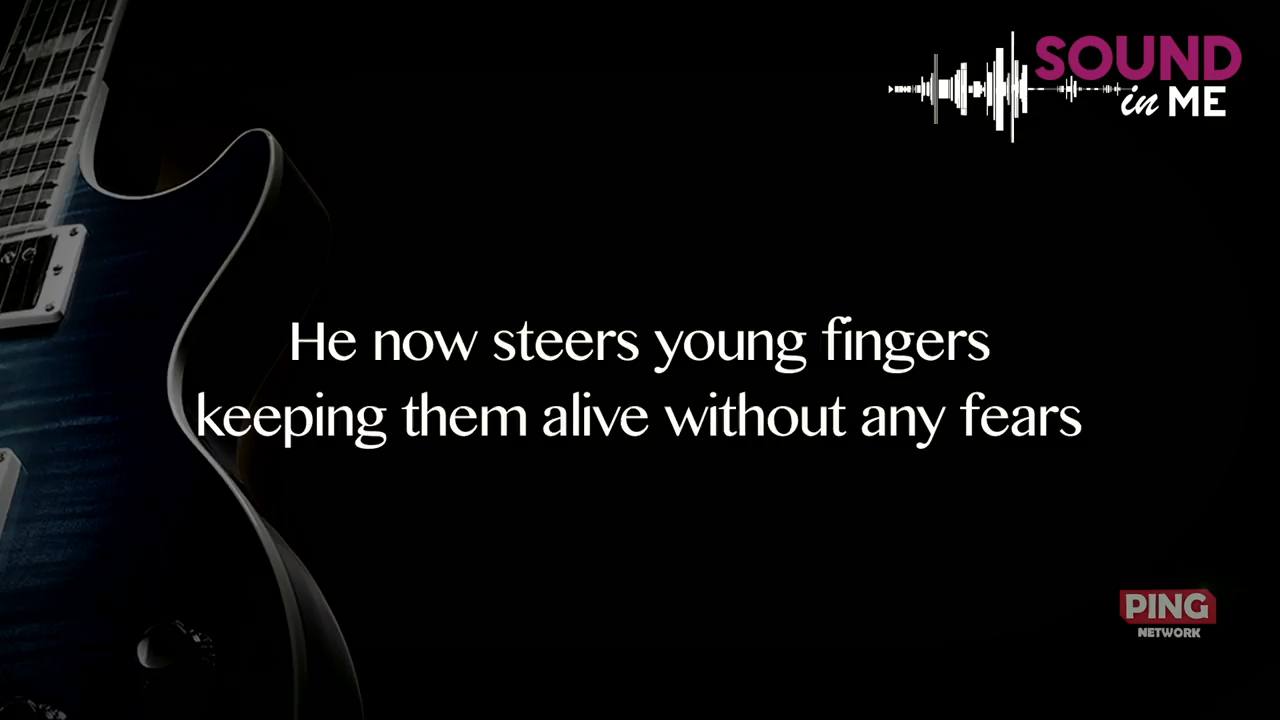 SOUND
in ME
He now steers young fingers
keeping them alive without any fears
PING
NETWORK